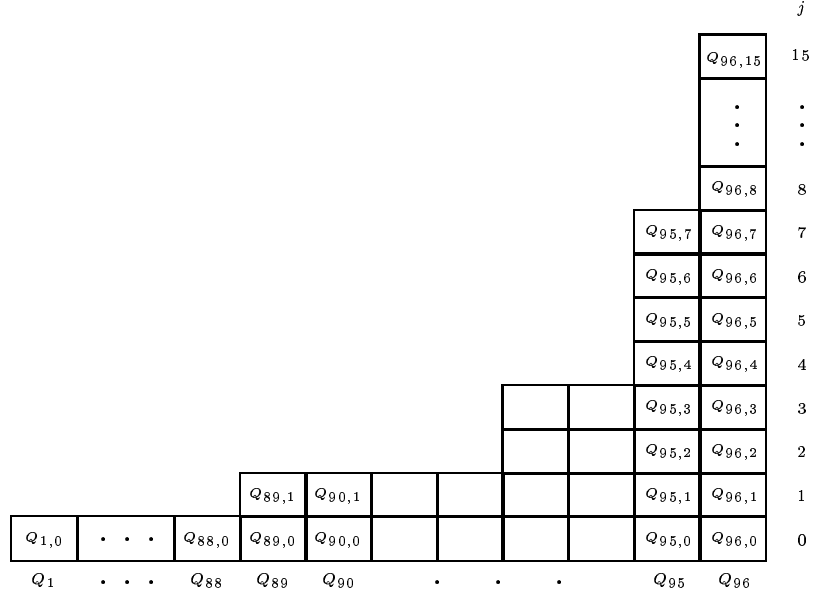 j
Q96,15 15
. .
. .
. .
Q96,8 8
Q95,7 Q96,7 7
Q95,6 Q96,6 6
Q95,5 Q96,5 5
Q95,4 Q96,4 4
Q95,3 Q96,3 3
Q95,2 Q96,2 2
Q89,1 Q90,1 Q95,1 Q96,1 1
Q1,0 . . . Q88,0 Q89,0 Q90,0 Q95,0 Q96,0 0
Q1 . . . Q88 Q89 Q90 . . . Q95 Q96